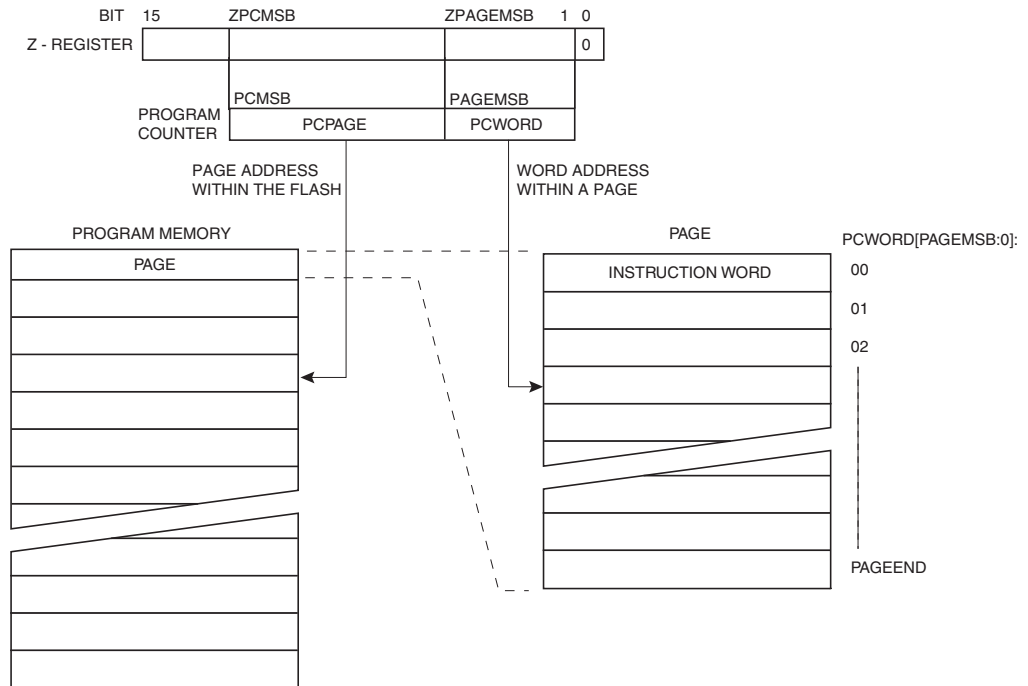 BIT 15 ZPCMSB ZPAGEMSB 1 0
Z - REGISTER 0
PCMSB PAGEMSB
PROGRAM
COUNTER
PCPAGE PCWORD
PAGE ADDRESS
WITHIN THE FLASH
WORD ADDRESS
WITHIN A PAGE
PROGRAM MEMORY
PAGE
PAGE
PCWORD[PAGEMSB:0]:
INSTRUCTION WORD
00
01
02
PAGEEND